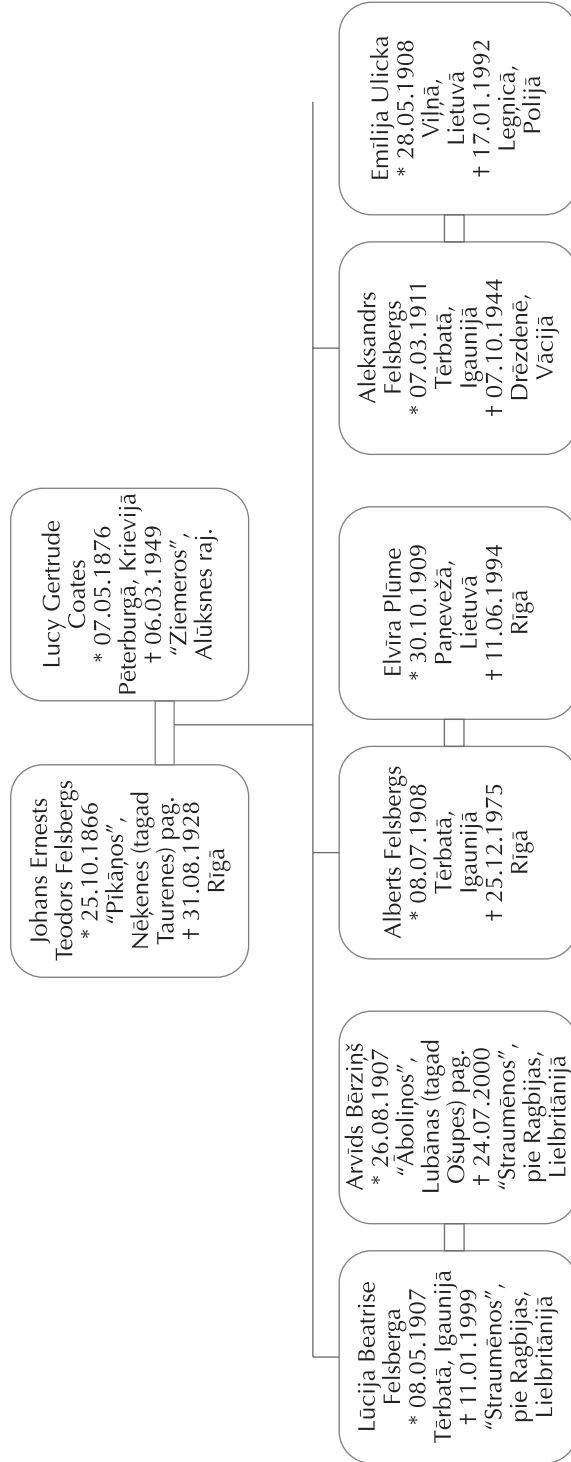 Johans Ernests
Teodors Felsbergs
* 25.10.1866
“Pīkāņos”,
Nēķenes (tagad
Taurenes) pag.
† 31.08.1928
Rīgā
Lucy Gertrude
Coates
* 07.05.1876
Pēterburgā, Krievijā
† 06.03.1949
“Ziemeros”,
Alūksnes raj.
Lūcija Beatrise
Felsberga
* 08.05.1907
Tērbatā, Igaunijā
† 11.01.1999
“Straumēnos”,
pie Ragbijas,
Lielbritānijā
Arvīds Bērziņš
* 26.08.1907
“Āboliņos”,
Lubānas (tagad
Ošupes) pag.
† 24.07.2000
“Straumēnos”,
pie Ragbijas,
Lielbritānijā
Alberts Felsbergs
* 08.07.1908
Tērbatā,
Igaunijā
† 25.12.1975
Rīgā
Elvīra Plūme
* 30.10.1909
Paņevežā,
Lietuvā
† 11.06.1994
Rīgā
Aleksandrs
Felsbergs
* 07.03.1911
Tērbatā,
Igaunijā
† 07.10.1944
Drēzdenē,
Vācijā
Emīlija Ulicka
* 28.05.1908
Viļņā,
Lietuvā
† 17.01.1992
Legņicā,
Polijā